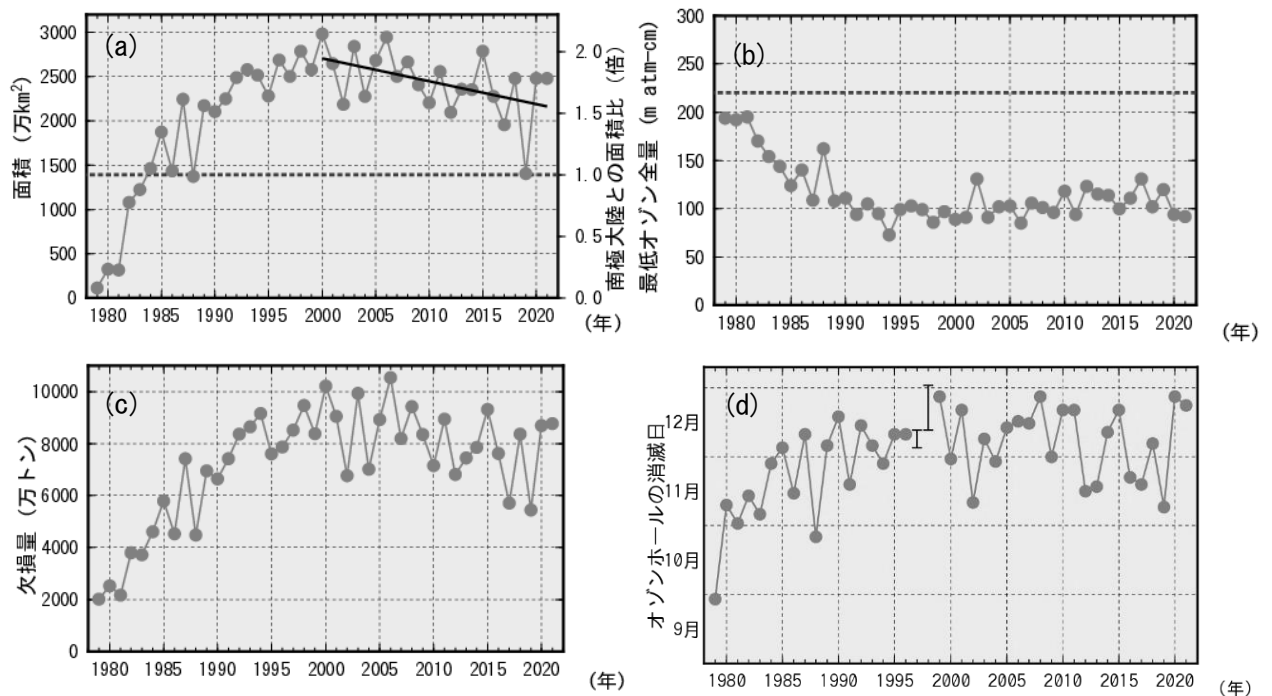 (a)
面積 (万km²)
3000
2500
2000
1500
1000
500
0
1980 1985 1990 1995 2000 2005 2010 2015 2020
(年)
2.0
1.5
1.0
0.5
0.0
南極大陸との面積比 (倍)
(b)
最低オゾン全量 (m atm-cm)
300
250
200
150
100
50
0
1980 1985 1990 1995 2000 2005 2010 2015 2020
(年)
(c)
欠損量 (万トン)
10000
8000
6000
4000
2000
0
1980 1985 1990 1995 2000 2005 2010 2015 2020
(年)
(d)
オゾンホールの消滅日
12月
11月
10月
9月
1980 1985 1990 1995 2000 2005 2010 2015 2020
(年)